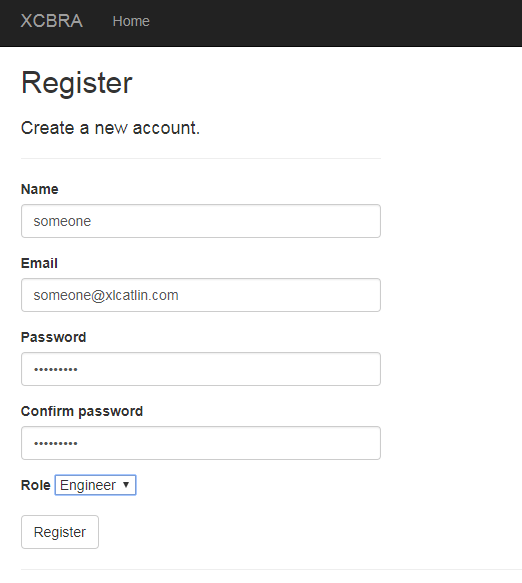 XCBRA Home
Register
Create a new account.
Name
someone
Email
someone@xlcatlin.com
Password
•••••••••
Confirm password
•••••••••
Role Engineer
Register